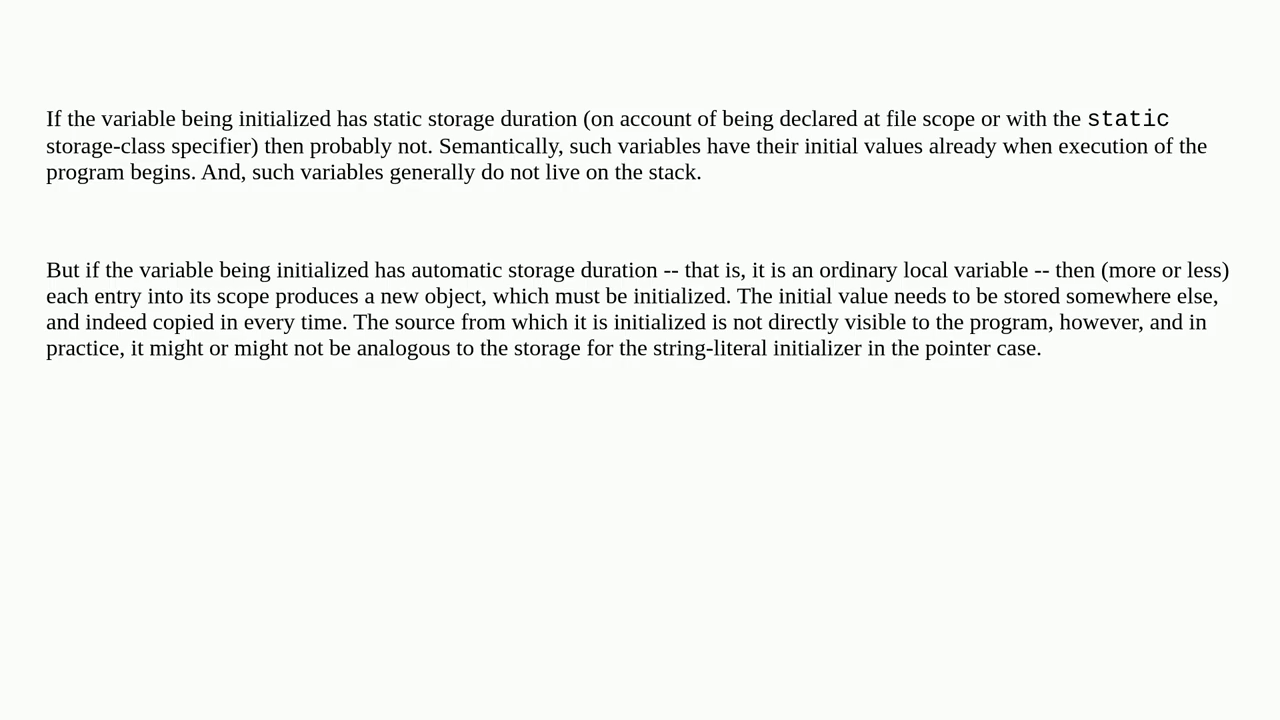 If the variable being initialized has static storage duration (on account of being declared at file scope or with the static
storage-class specifier) then probably not. Semantically, such variables have their initial values already when execution of the
program begins. And, such variables generally do not live on the stack.
But if the variable being initialized has automatic storage duration -- that is, it is an ordinary local variable -- then (more or less)
each entry into its scope produces a new object, which must be initialized. The initial value needs to be stored somewhere else,
and indeed copied in every time. The source from which it is initialized is not directly visible to the program, however, and in
practice, it might or might not be analogous to the storage for the string-literal initializer in the pointer case.